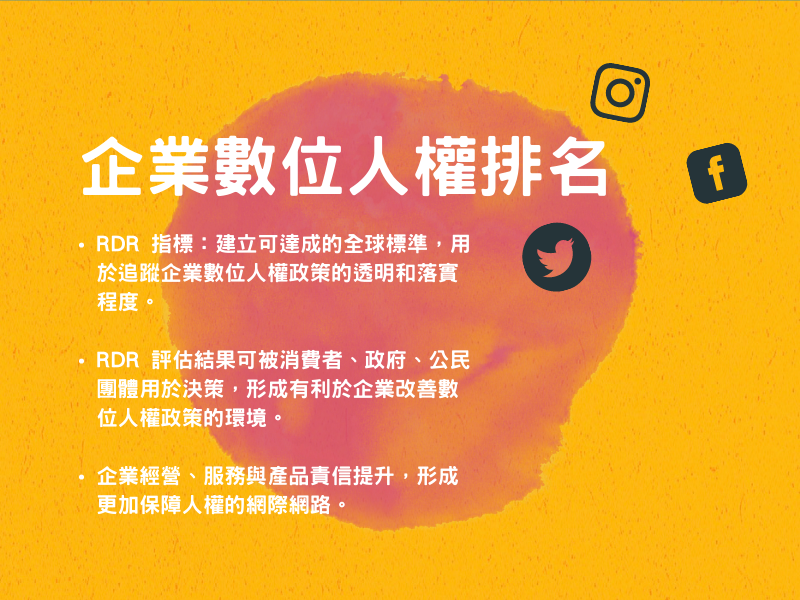 企業數位人權排名
• RDR 指標：建立可達成的全球標準，用
於追蹤企業數位人權政策的透明和落實
程度。
• RDR 評估結果可被消費者、政府、公民
團體用於決策，形成有利於企業改善數
位人權政策的環境。
• 企業經營、服務與產品責信提升，形成
更加保障人權的網際網路。